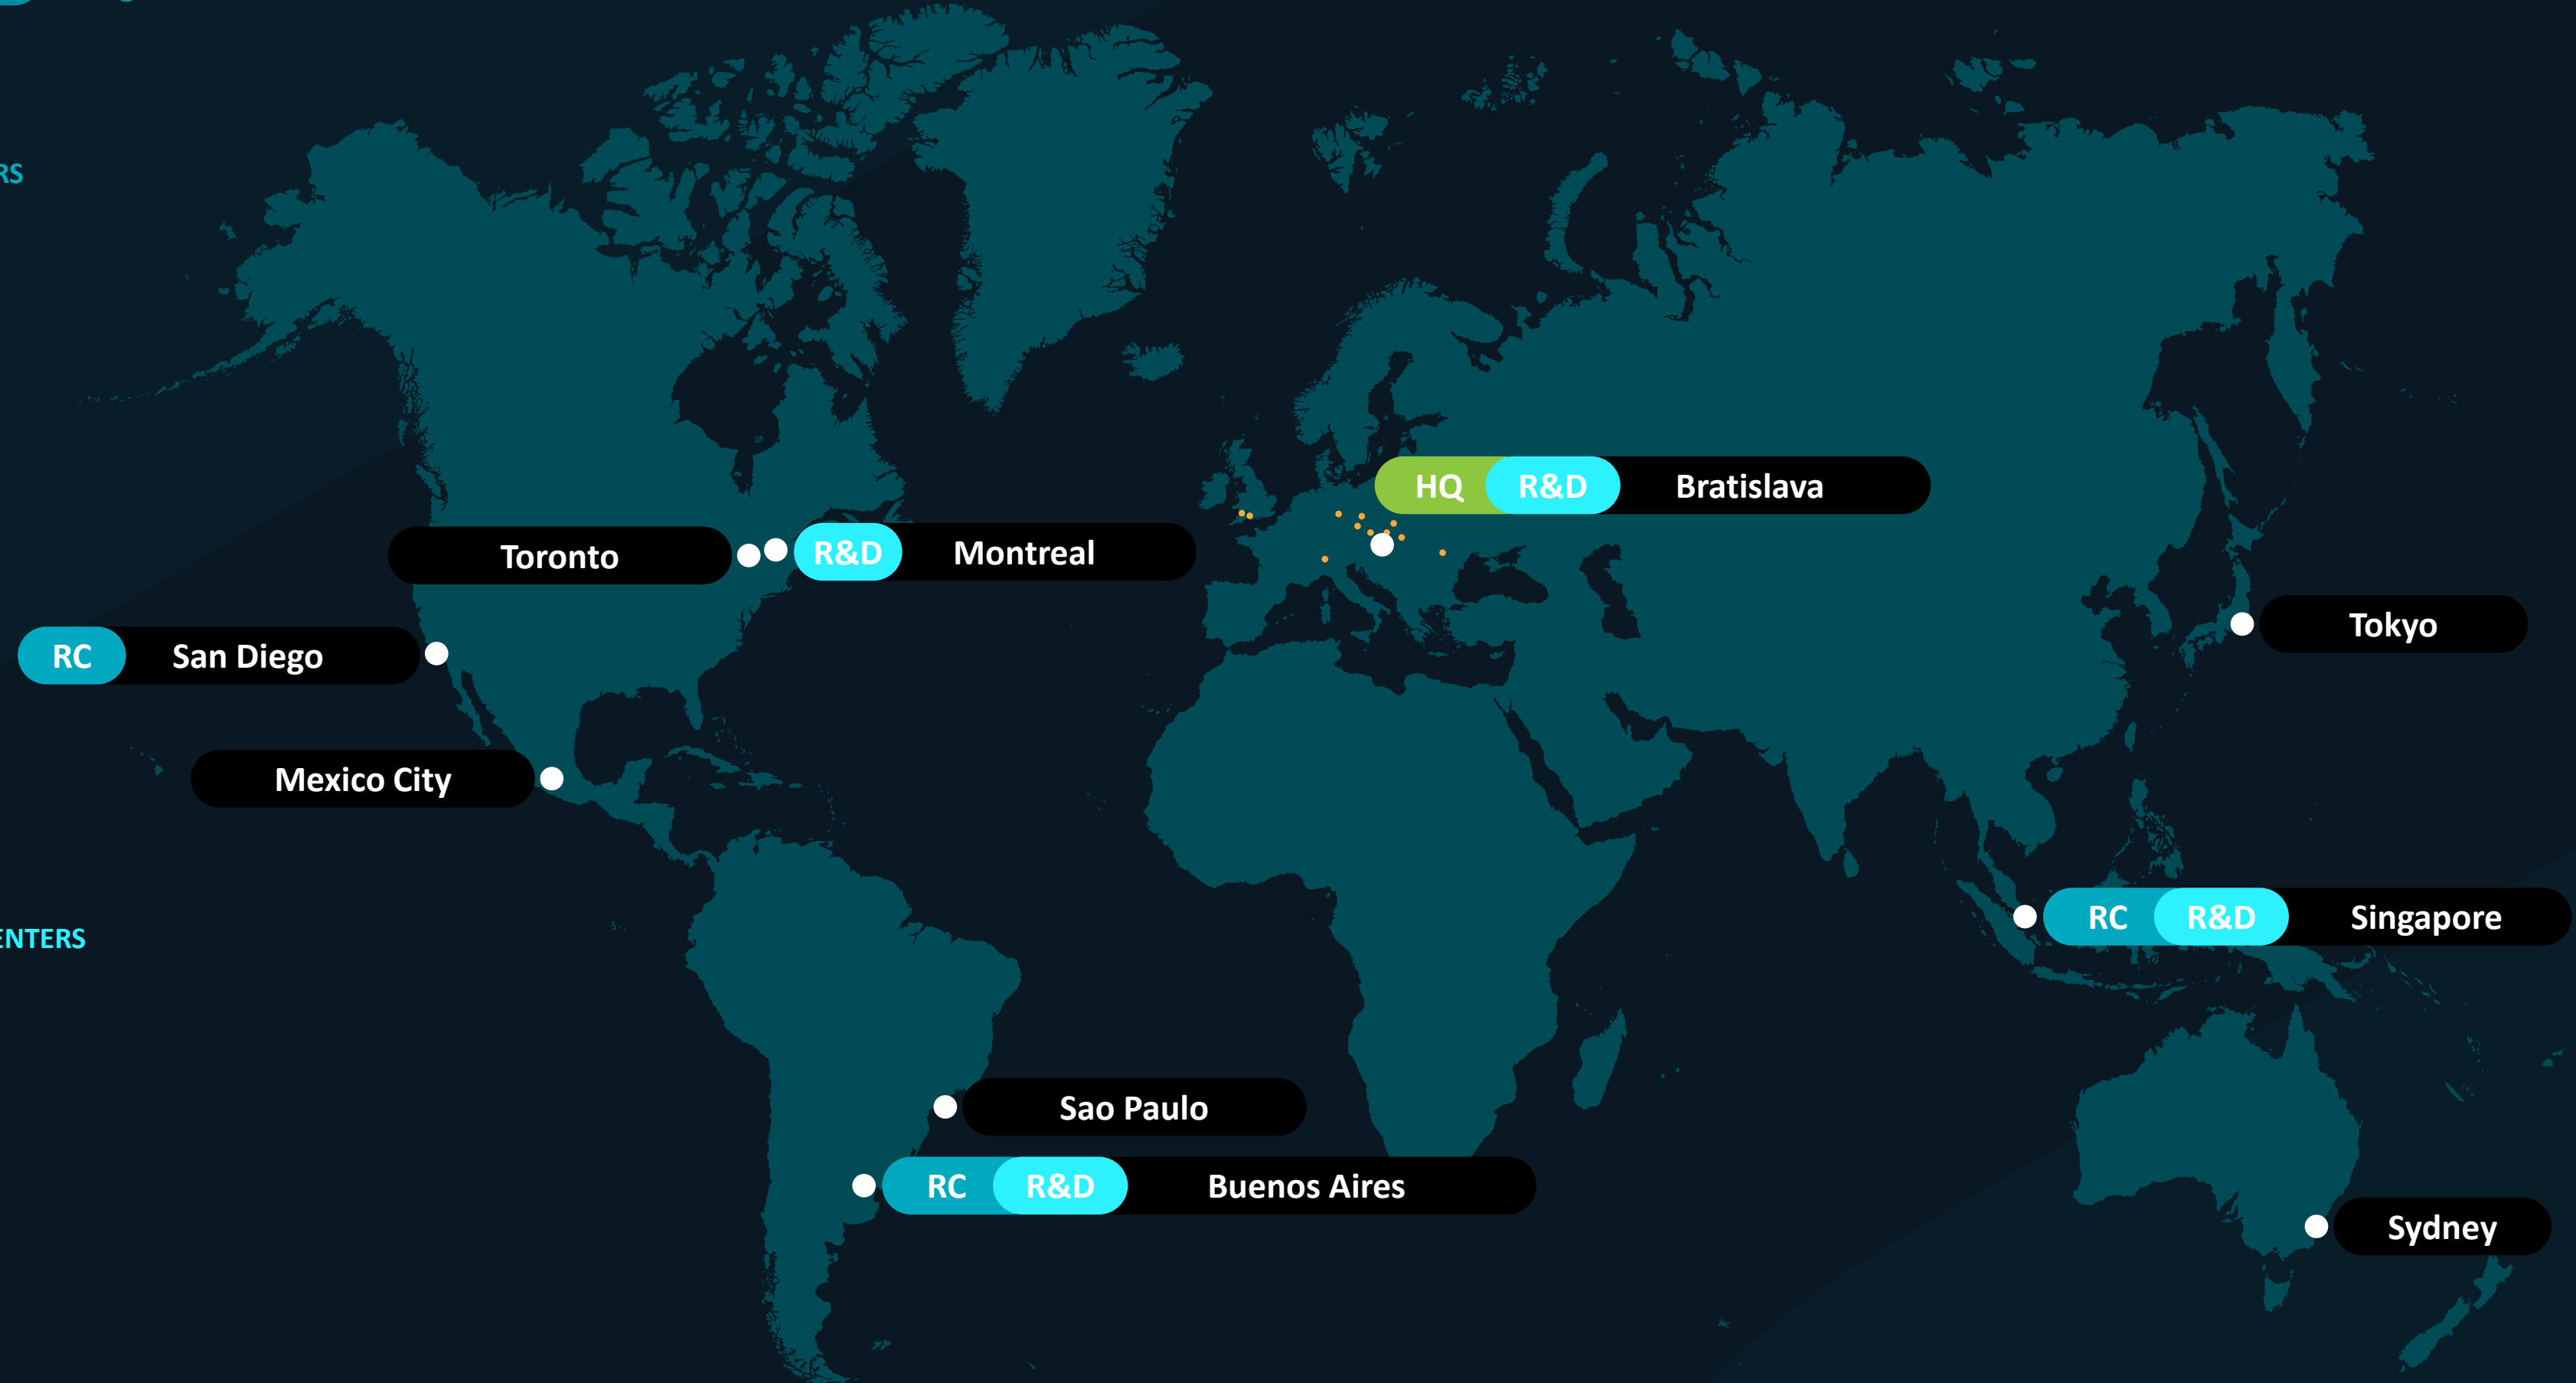 RS
HQ R&D Bratislava
Toronto
R&D Montreal
Tokyo
RC San Diego
Mexico City
RC R&D Singapore
ENTERS
Sao Paulo
RC R&D Buenos Aires
Sydney